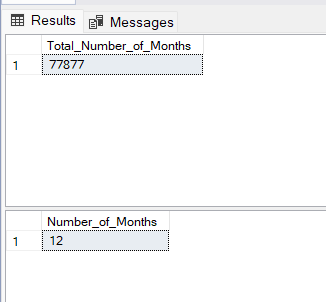 Results Messages
Total_Number_of_Months
1 77877
Number_of_Months
1 12